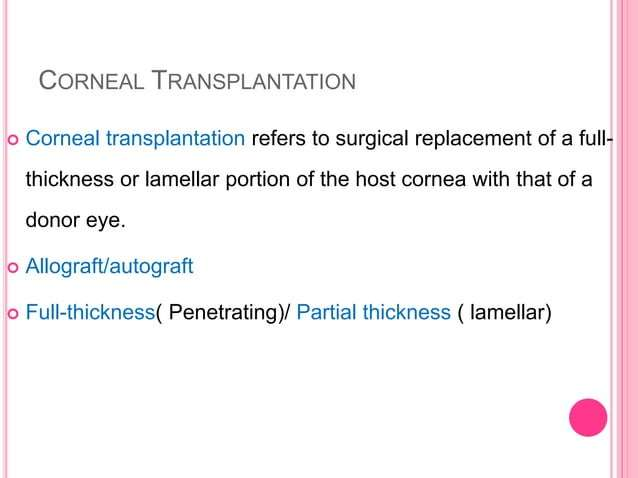 CORNEAL TRANSPLANTATION
Corneal transplantation refers to surgical replacement of a full-
thickness or lamellar portion of the host cornea with that of a
donor eye.
Allograft/autograft
Full-thickness( Penetrating)/ Partial thickness ( lamellar)